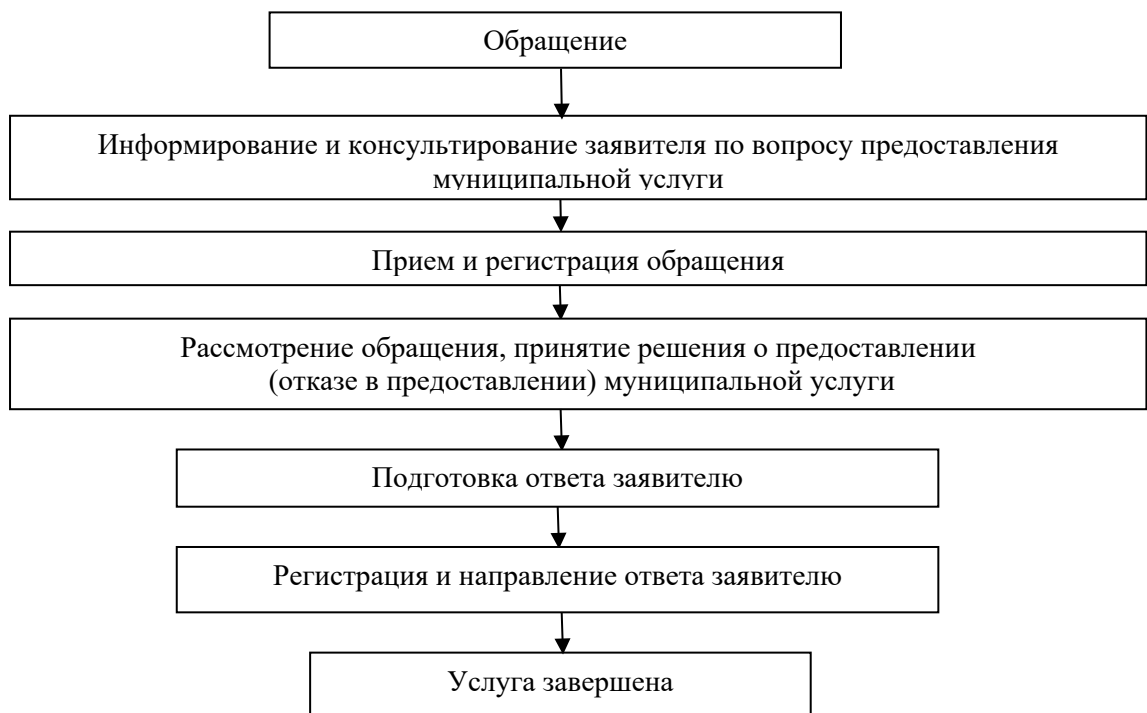 Обращение
Информирование и консультирование заявителя по вопросу предоставления
муниципальной услуги
Прием и регистрация обращения
Рассмотрение обращения, принятие решения о предоставлении
(отказе в предоставлении) муниципальной услуги
Подготовка ответа заявителю
Регистрация и направление ответа заявителю
Услуга завершена